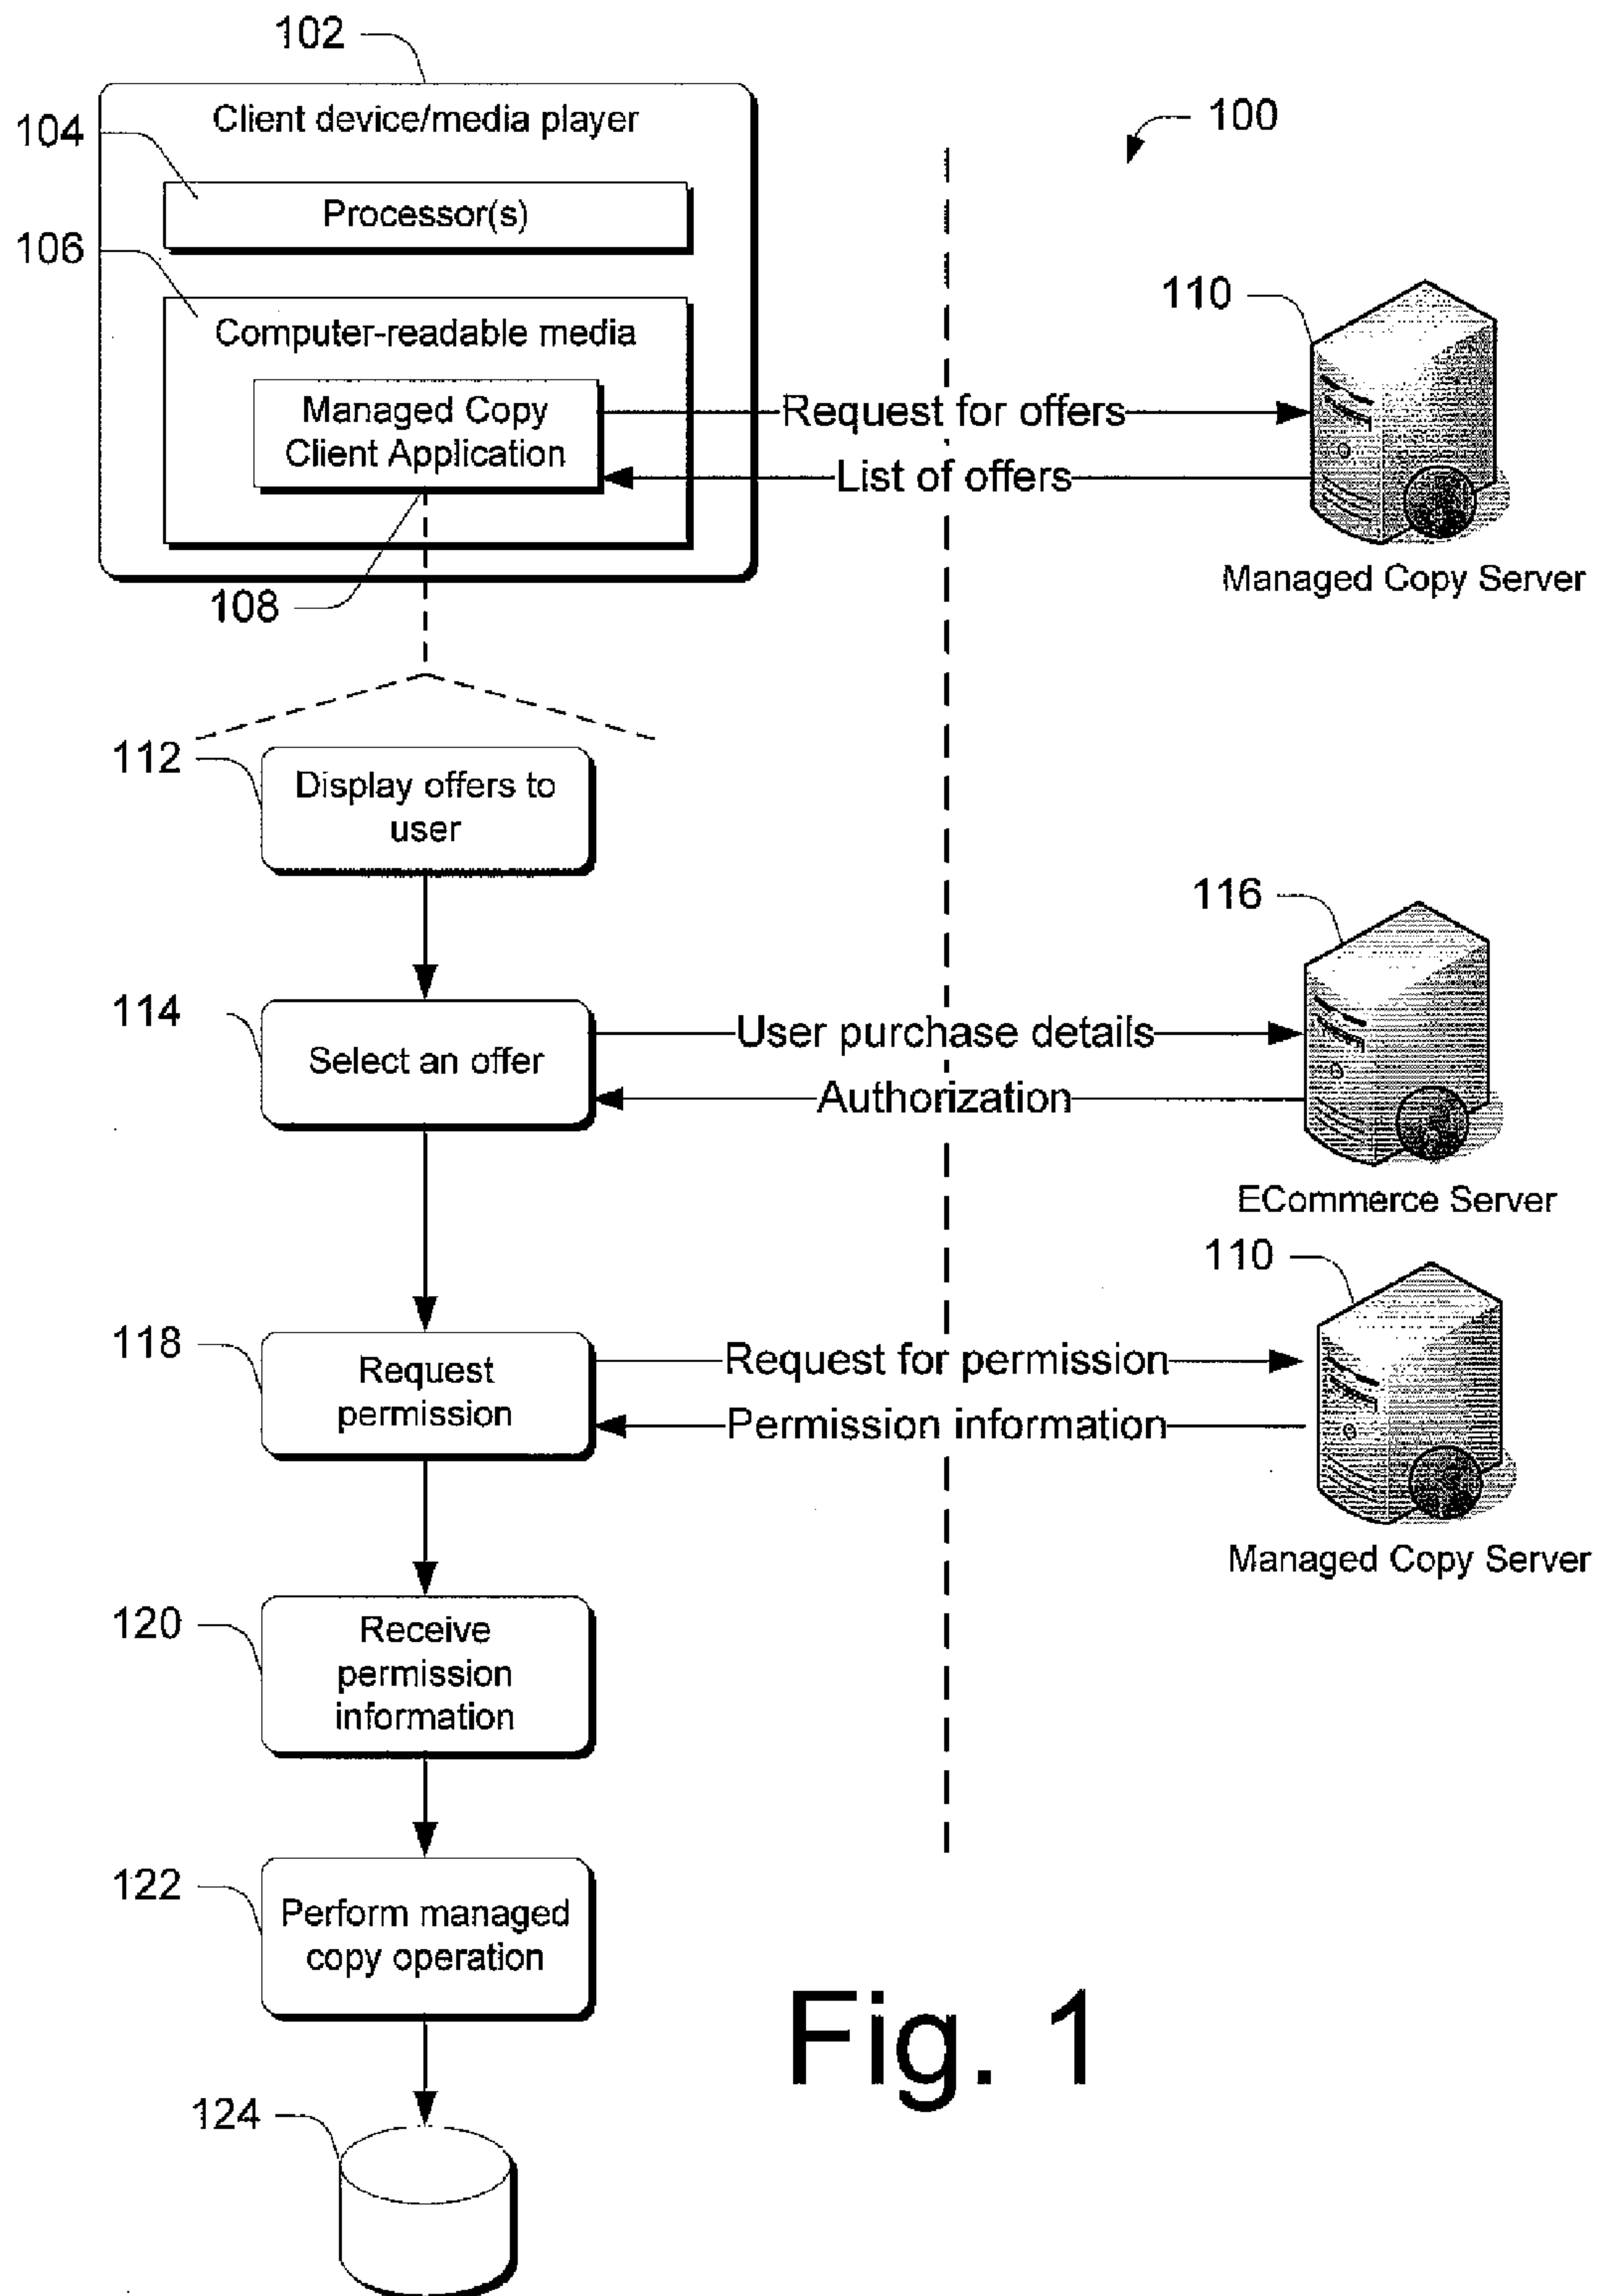 102
Client device/media player
100
104
Processor(s)
106
110
Computer-readable media
Managed Copy
Client Application
Request for offers
List of offers
Managed Copy Server
108
112
Display offers to
user
116
114
Select an offer
User purchase details
Authorization
ECommerce Server
110
118
Request
permission
Request for permission
Permission information
Managed Copy Server
120
Receive
permission
information
122
Perform managed
copy operation
Fig. 1
124